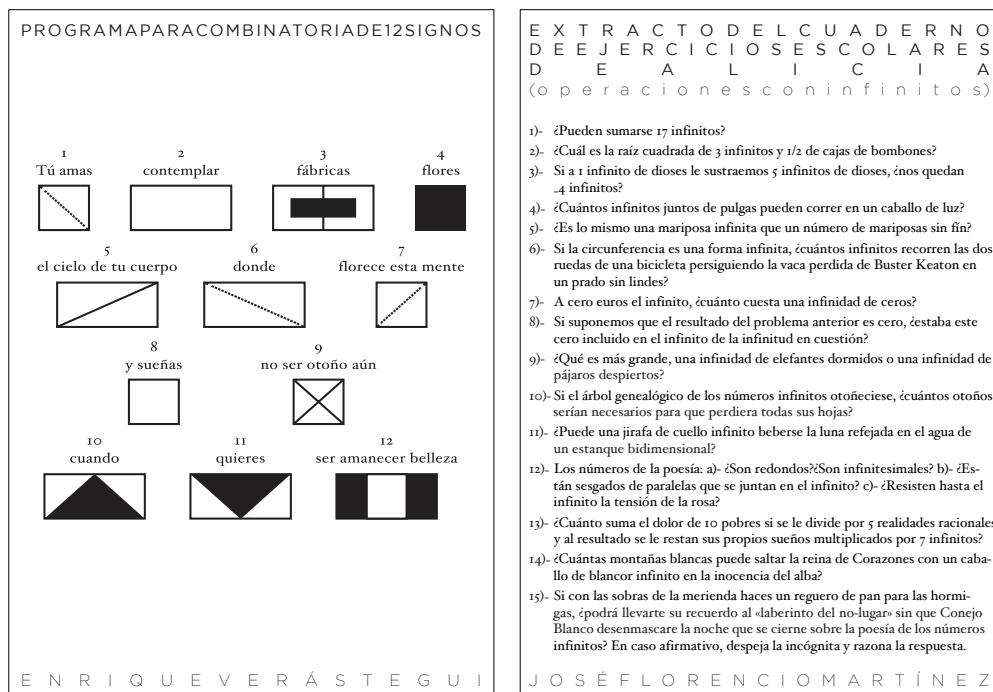 PROGRAMAPARACOMBINATORIADE12SIGNOS
1 2 3 4
Tú amas contemplar fábricas flores
5 6 7
el cielo de tu cuerpo donde florece esta mente
8 9
y sueñas no ser otoño aún
10 11 12
cuando quieres ser amanecer belleza
ENRIQUEVERÁSTEGUI
EXTRACTODELCUADERNO
DEEJERCICIOSESCOLARES
DEALICIA
(operacionesconinfinitos)
1)- ¿Pueden sumarse 17 infinitos?
2)- ¿Cuál es la raíz cuadrada de 3 infinitos y 1/2 de cajas de bombones?
3)- Si a 1 infinito de dioses le sustraemos 5 infinitos de dioses, ¿nos quedan
-4 infinitos?
4)- ¿Cuántos infinitos juntos de pulgas pueden correr en un caballo de luz?
5)- ¿Es lo mismo una mariposa infinita que un número de mariposas sin fín?
6)- Si la circunferencia es una forma infinita, ¿cuántos infinitos recorren las dos
ruedas de una bicicleta persiguiendo la vaca perdida de Buster Keaton en
un prado sin lindes?
7)- A cero euros el infinito, ¿cuánto cuesta una infinidad de ceros?
8)- Si suponemos que el resultado del problema anterior es cero, ¿estaba este
cero incluido en el infinito de la infinitud en cuestión?
9)- ¿Qué es más grande, una infinidad de elefantes dormidos o una infinidad de
pájaros despiertos?
10)- Si el árbol genealógico de los números infinitos otoñeciese, ¿cuántos otoños
serían necesarios para que perdiera todas sus hojas?
11)- ¿Puede una jirafa de cuello infinito beberse la luna refejada en el agua de
un estanque bidimensional?
12)- Los números de la poesía: a)- ¿Son redondos?¿Son infinitesimales? b)- ¿Es-
tán sesgados de paralelas que se juntan en el infinito? c)- ¿Resisten hasta el
infinito la tensión de la rosa?
13)- ¿Cuánto suma el dolor de 10 pobres si se le divide por 5 realidades racionales
y al resultado se le restan sus propios sueños multiplicados por 7 infinitos?
14)- ¿Cuántas montañas blancas puede saltar la reina de Corazones con un caba-
llo de blancor infinito en la inocencia del alba?
15)- Si con las sobras de la merienda haces un reguero de pan para las hormi-
gas, ¿podrá llevarte su recuerdo al «laberinto del no-lugar» sin que Conejo
Blanco desenmascare la noche que se cierne sobre la poesía de los números
infinitos? En caso afirmativo, despeja la incógnita y razona la respuesta.
JOSÉFLORENCIOMARTÍNEZ